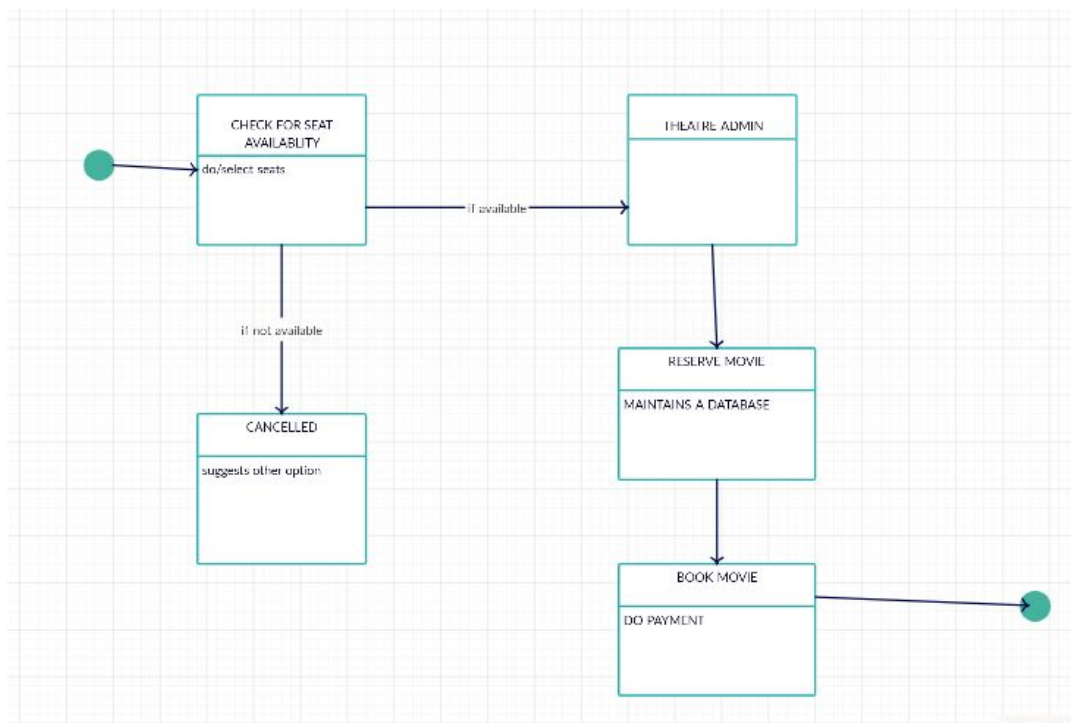 CHECK FOR SEAT
AVAILABLITY
do/select seats
THEATRE ADMIN
if available
if not available
RESERVE MOVIE
MAINTAINS A DATABASE
CANCELLED
suggests other option
BOOK MOVIE
DO PAYMENT